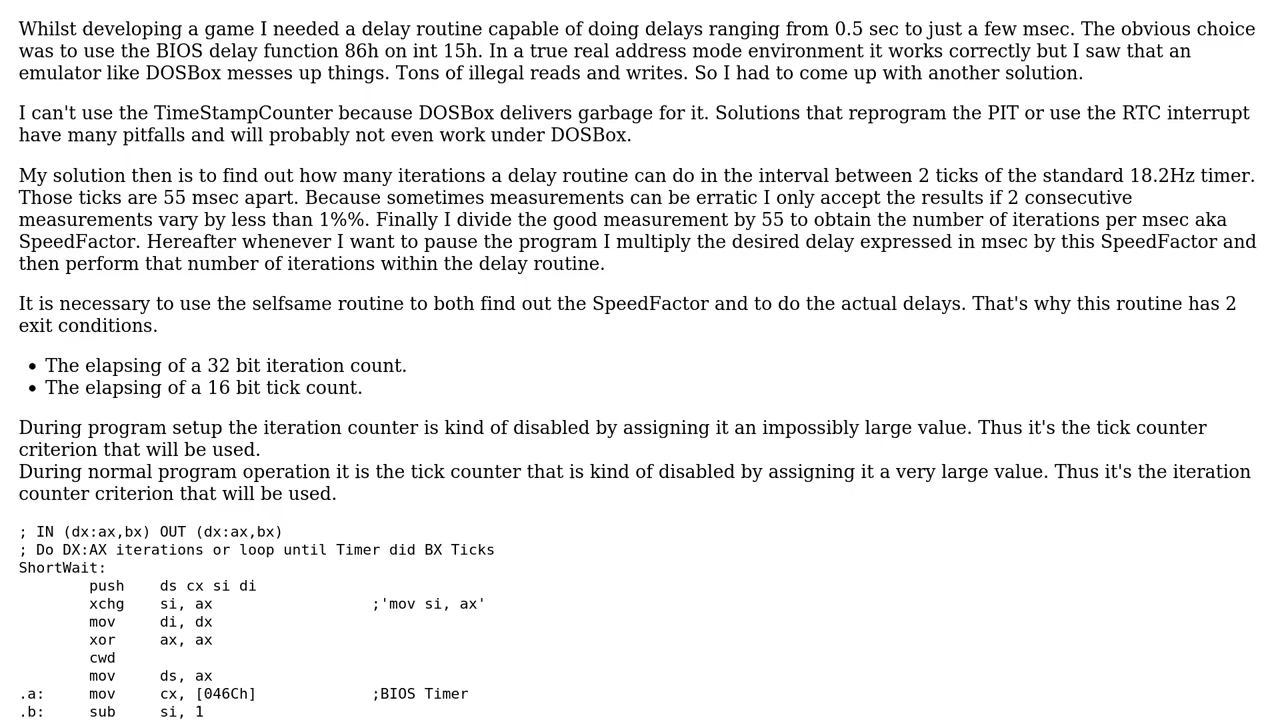 Whilst developing a game I needed a delay routine capable of doing delays ranging from 0.5 sec to just a few msec. The obvious choice
was to use the BIOS delay function 86h on int 15h. In a true real address mode environment it works correctly but I saw that an
emulator like DOSBox messes up things. Tons of illegal reads and writes. So I had to come up with another solution.
I can't use the TimeStampCounter because DOSBox delivers garbage for it. Solutions that reprogram the PIT or use the RTC interrupt
have many pitfalls and will probably not even work under DOSBox.
My solution then is to find out how many iterations a delay routine can do in the interval between 2 ticks of the standard 18.2Hz timer.
Those ticks are 55 msec apart. Because sometimes measurements can be erratic I only accept the results if 2 consecutive
measurements vary by less than 1%%. Finally I divide the good measurement by 55 to obtain the number of iterations per msec aka
SpeedFactor. Hereafter whenever I want to pause the program I multiply the desired delay expressed in msec by this SpeedFactor and
then perform that number of iterations within the delay routine.
It is necessary to use the selfsame routine to both find out the SpeedFactor and to do the actual delays. That's why this routine has 2
exit conditions.
• The elapsing of a 32 bit iteration count.
• The elapsing of a 16 bit tick count.
During program setup the iteration counter is kind of disabled by assigning it an impossibly large value. Thus it's the tick counter
criterion that will be used.
During normal program operation it is the tick counter that is kind of disabled by assigning it a very large value. Thus it's the iteration
counter criterion that will be used.
; IN (dx:ax,bx) OUT (dx:ax,bx)
; Do DX:AX iterations or loop until Timer did BX Ticks
ShortWait:
        push    ds cx si di
        xchg    si, ax                  ;'mov si, ax'
        mov     di, dx
        xor     ax, ax
        cwd
        mov     ds, ax
.a:     mov     cx, [046Ch]             ;BIOS Timer
.b:     sub     si, 1